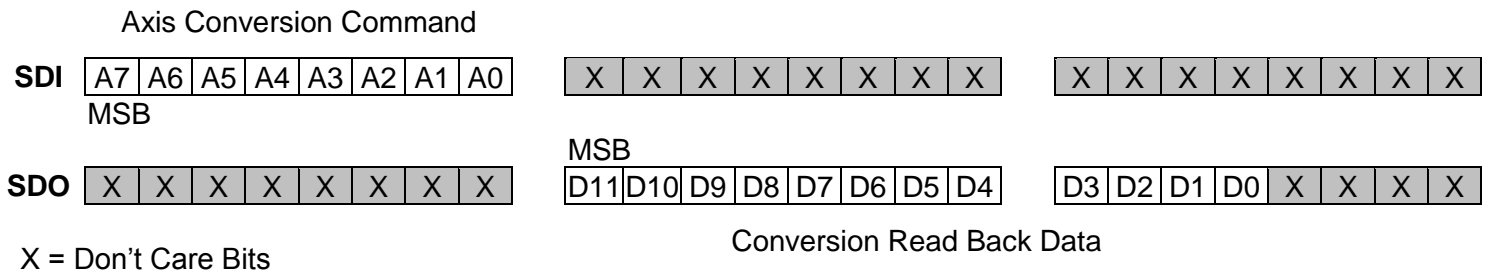 Axis Conversion Command
SDI A7 A6 A5 A4 A3 A2 A1 A0 X X X X X X X X X X X X X X X X
MSB
MSB
SDO X X X X X X X X D11 D10 D9 D8 D7 D6 D5 D4 D3 D2 D1 D0 X X X X
Conversion Read Back Data
X = Don’t Care Bits